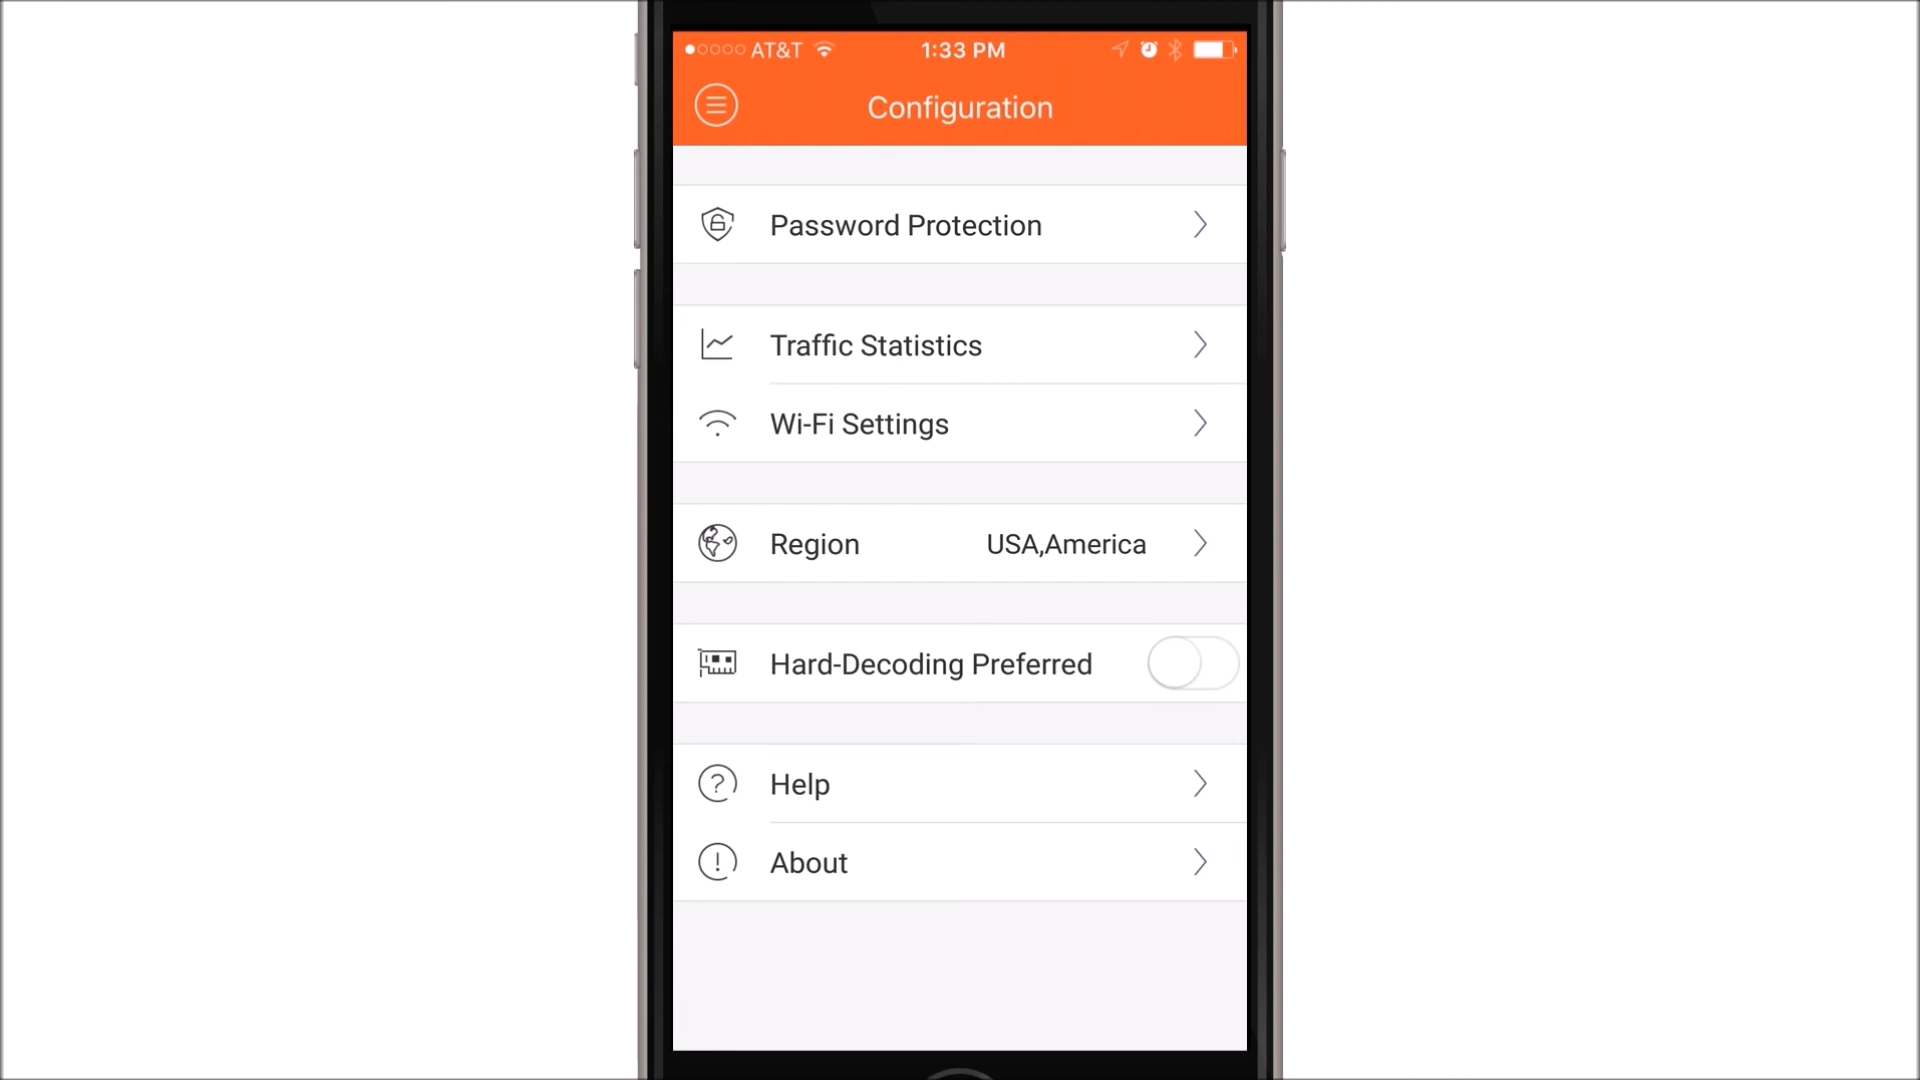 AT&T 1:33 PM
Configuration
Password Protection
Traffic Statistics
Wi-Fi Settings
Region USA,America
Hard-Decoding Preferred
Help
About